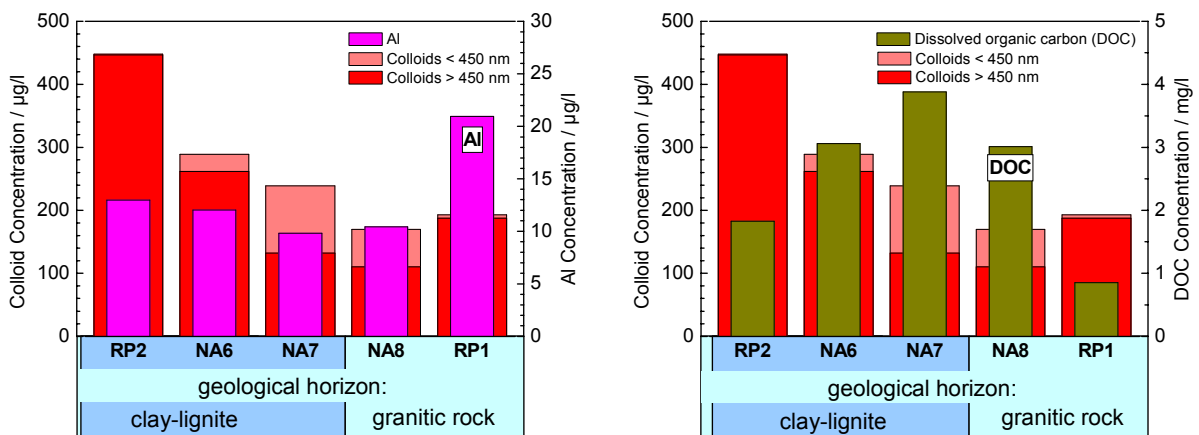 500
400
300
200
100
0
Colloid Concentration / µg/l
30
25
20
15
10
5
0
Al Concentration / µg/l
Al
Colloids < 450 nm
Colloids > 450 nm
Al
RP2 NA6 NA7 NA8 RP1
geological horizon:
clay-lignite granitic rock
500
400
300
200
100
0
Colloid Concentration / µg/l
5
4
3
2
1
0
DOC Concentration / mg/l
Dissolved organic carbon (DOC)
Colloids < 450 nm
Colloids > 450 nm
DOC
RP2 NA6 NA7 NA8 RP1
geological horizon:
clay-lignite granitic rock